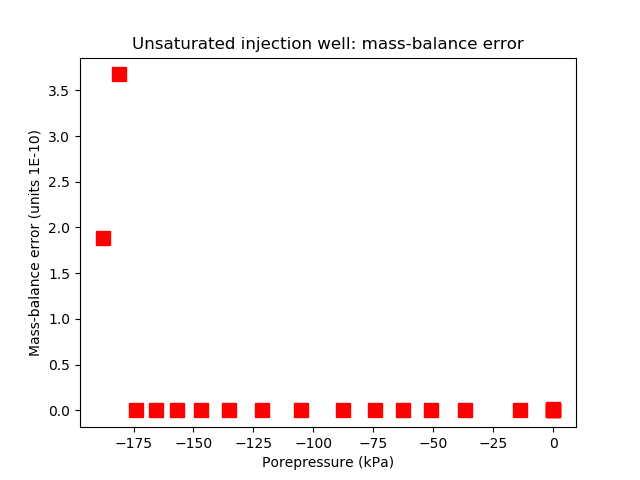 Unsaturated injection well: mass-balance error
Mass-balance error (units 1E-10)
3.5
3.0
2.5
2.0
1.5
1.0
0.5
0.0
−175 −150 −125 −100 −75 −50 −25 0
Porepressure (kPa)